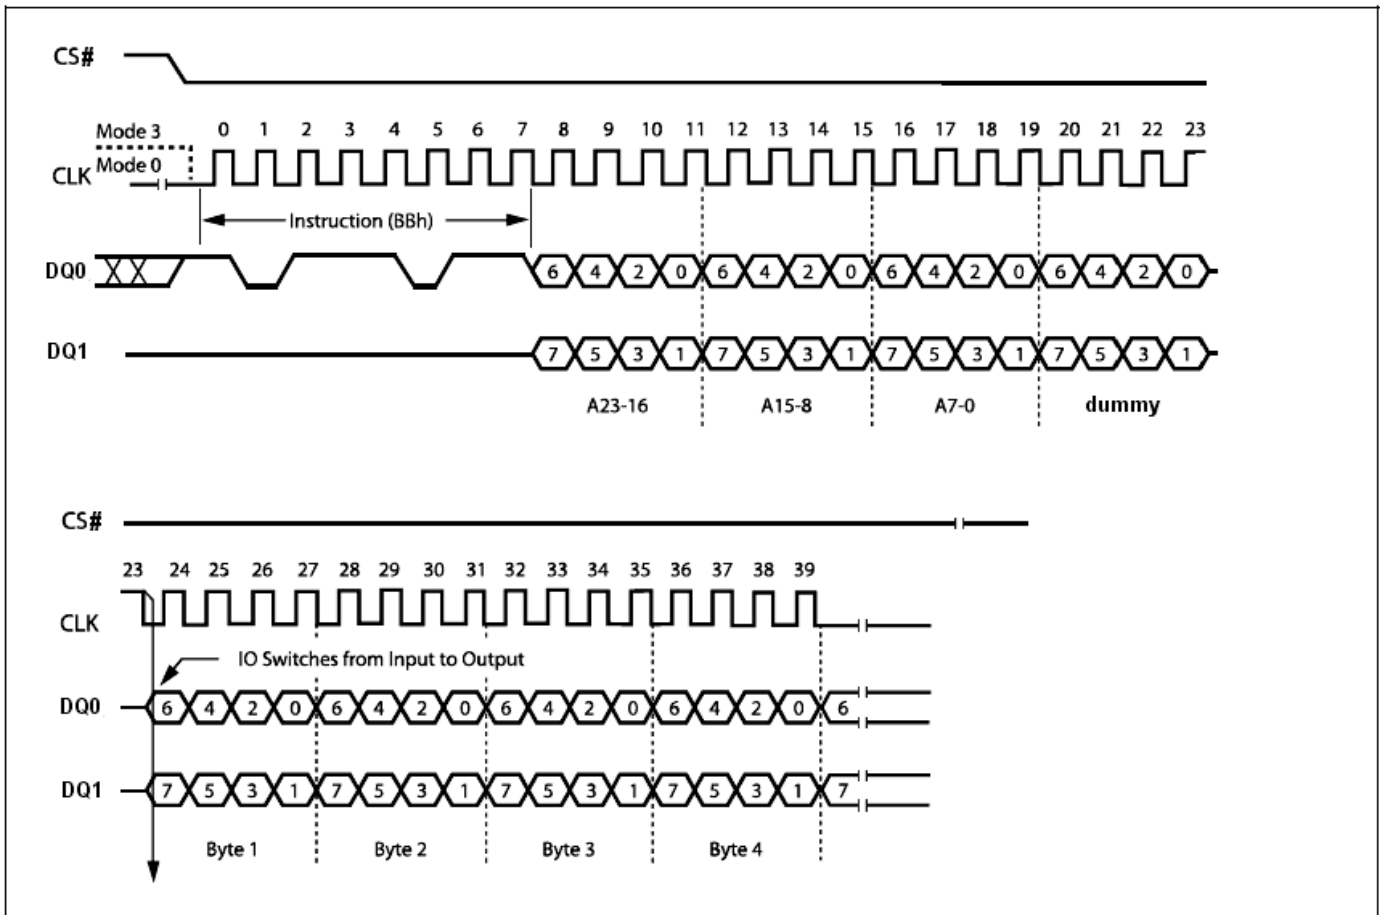 CS#
Mode 3
0 1 2 3 4 5 6 7 8 9 10 11 12 13 14 15 16 17 18 19 20 21 22 23
Mode 0
CLK
Instruction (BBh)
DQ0 6 4 2 0 6 4 2 0 6 4 2 0 6 4 2 0
DQ1 7 5 3 1 7 5 3 1 7 5 3 1 7 5 3 1
A23-16 A15-8 A7-0 dummy
CS#
23 24 25 26 27 28 29 30 31 32 33 34 35 36 37 38 39
CLK
IO Switches from Input to Output
DQ0 6 4 2 0 6 4 2 0 6 4 2 0 6 4 2 0 6
DQ1 7 5 3 1 7 5 3 1 7 5 3 1 7 5 3 1 7
Byte 1 Byte 2 Byte 3 Byte 4